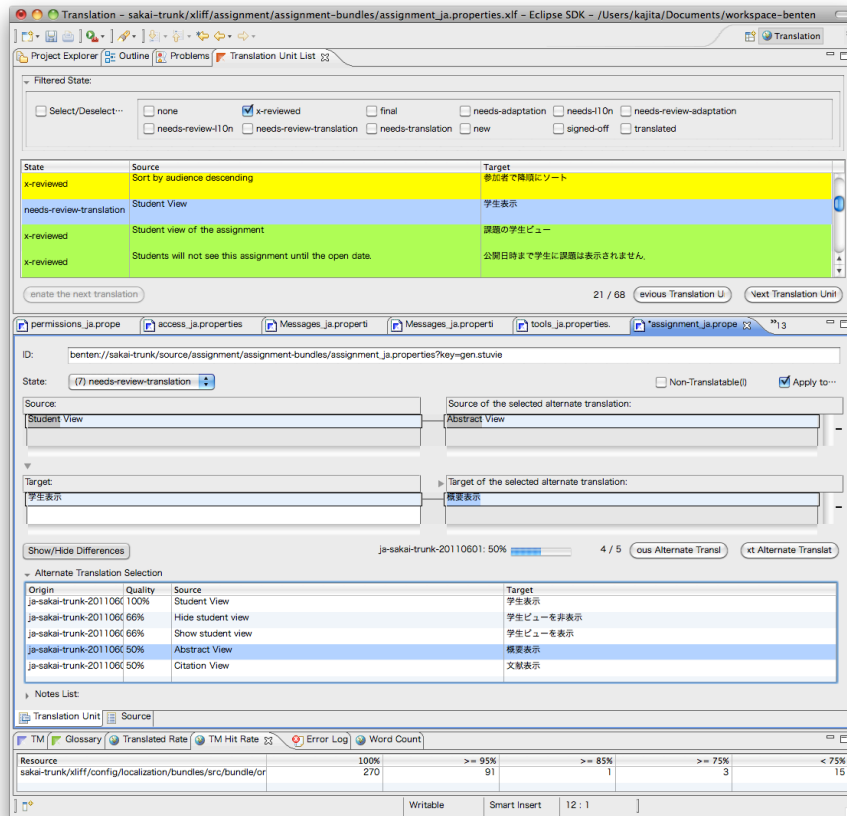 Translation - sakai-trunk/xliff/assignment/assignment-bundles/assignment_ja.properties.xlf - Eclipse SDK - /Users/kajita/Documents/workspace-benten
Translation
Project Explorer Outline Problems Translation Unit List
Filtered State:
Select/Deselect… none x-reviewed final needs-adaptation needs-l10n needs-review-adaptation
needs-review-l10n needs-review-translation needs-translation new signed-off translated
State Source Target
x-reviewed Sort by audience descending 参加者で降順にソート
needs-review-translation Student View 学生表示
x-reviewed Student view of the assignment 課題の学生ビュー
x-reviewed Students will not see this assignment until the open date. 公開日時まで学生に課題は表示されません.
enate the next translation 21 / 68 evious Translation U Next Translation Unit
permissions_ja.prope access_ja.properties Messages_ja.properti Messages_ja.properti tools_ja.properties. *assignment_ja.prope »13
ID: benten://sakai-trunk/source/assignment/assignment-bundles/assignment_ja.properties?key=gen.stuvie
State: (7) needs-review-translation Non-Translatable(I) Apply to…
Source: Source of the selected alternate translation:
Student View Abstract View
Target: Target of the selected alternate translation:
学生表示 概要表示
Show/Hide Differences ja-sakai-trunk-20110601: 50% 4 / 5 ous Alternate Transl xt Alternate Translat
Alternate Translation Selection
Origin Quality Source Target
ja-sakai-trunk-2011060 100% Student View 学生表示
ja-sakai-trunk-2011060 66% Hide student view 学生ビューを非表示
ja-sakai-trunk-2011060 66% Show student view 学生ビューを表示
ja-sakai-trunk-2011060 50% Abstract View 概要表示
ja-sakai-trunk-2011060 50% Citation View 文献表示
Notes List:
Translation Unit Source
TM Glossary Translated Rate TM Hit Rate Error Log Word Count
Resource 100% >= 95% >= 85% >= 75% < 75%
sakai-trunk/xliff/config/localization/bundles/src/bundle/or 270 91 1 3 15
Writable Smart Insert 12 : 1